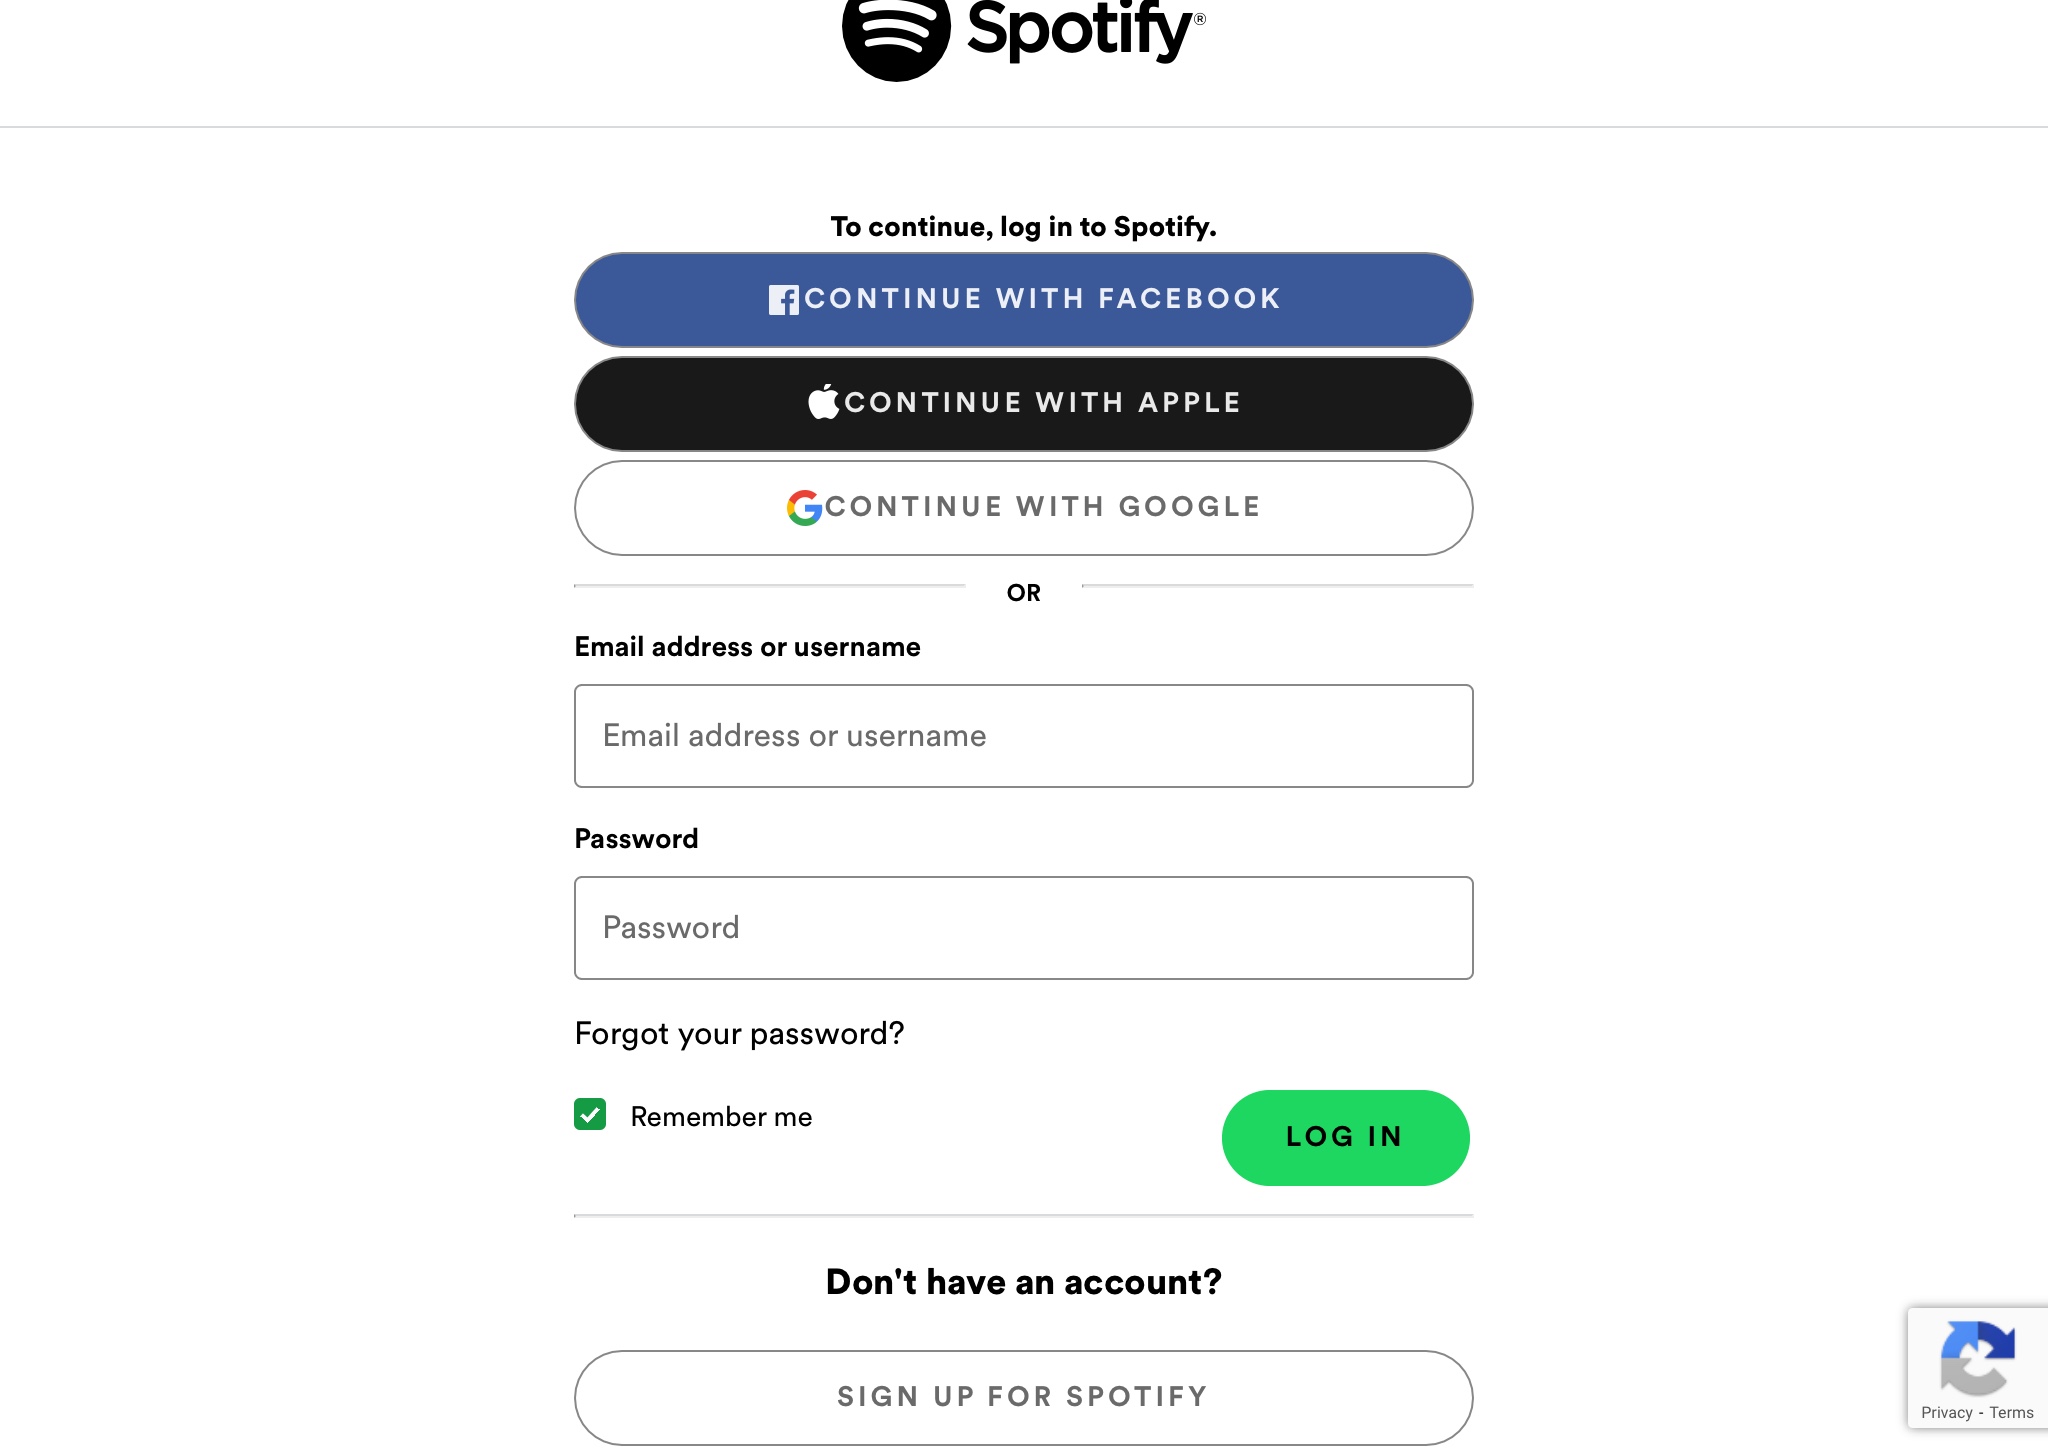 Spotify®
To continue, log in to Spotify.
CONTINUE WITH FACEBOOK
CONTINUE WITH APPLE
CONTINUE WITH GOOGLE
OR
Email address or username
Email address or username
Password
Password
Forgot your password?
Remember me
LOG IN
Don't have an account?
SIGN UP FOR SPOTIFY
Privacy - Terms